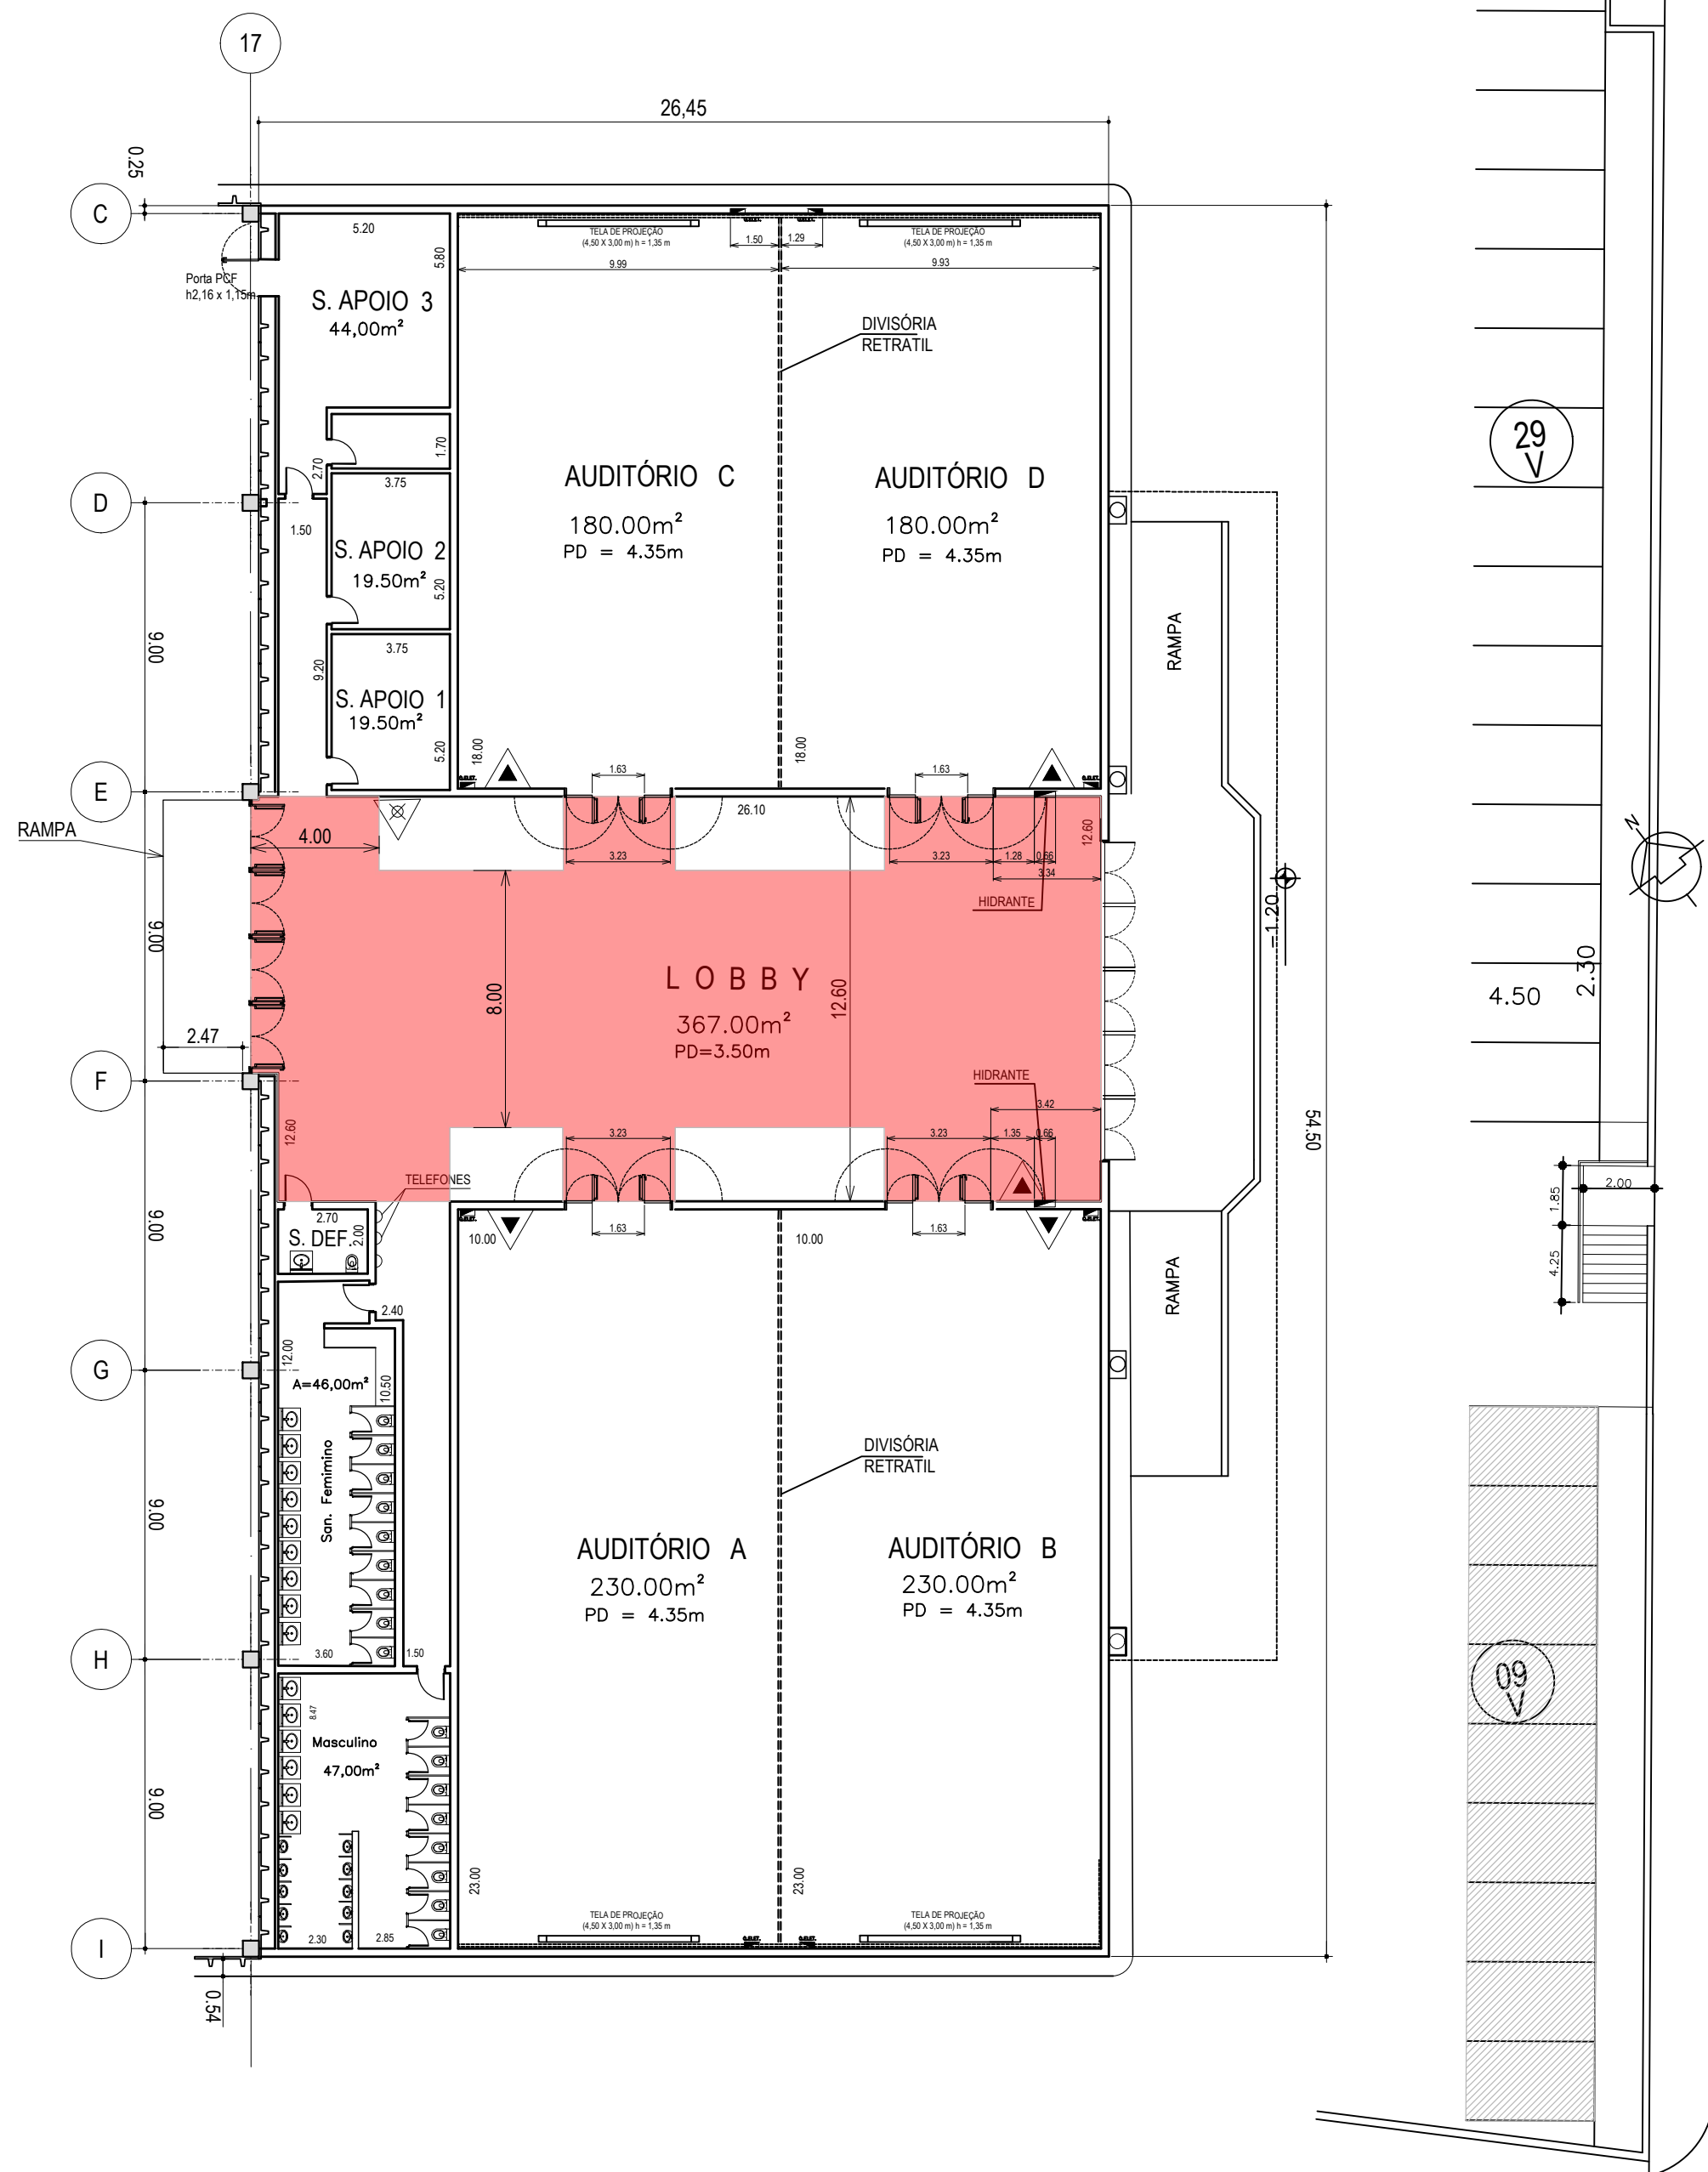 17
26,45
0.25
C
5.20
5.80
TELA DE PROJEÇÃO
(4,50 X 3,00 m) h = 1,35 m
1.50
1.29
TELA DE PROJEÇÃO
(4,50 X 3,00 m) h = 1,35 m
9.99
9.93
Porta PCF
h2,16 x 1,15m
S. APOIO 3
44,00m²
DIVISÓRIA
RETRATIL
29
V
1.70
2.70
3.75
AUDITÓRIO C
180.00m²
PD = 4.35m
AUDITÓRIO D
180.00m²
PD = 4.35m
D
1.50
S. APOIO 2
19.50m²
5.20
9.00
9.20
3.75
RAMPA
S. APOIO 1
19.50m²
5.20
18.00
18.00
E
1.63
1.63
RAMPA
4.00
26.10
12.60
3.23
3.23
1.28
0.66
3.34
HIDRANTE
N
9.00
-1.20
LOBBY
367.00m²
PD=3.50m
8.00
12.60
4.50
2.30
2.47
F
HIDRANTE
3.42
12.60
3.23
3.23
1.35
0.66
54.50
TELEFONES
2.70
S. DEF.
2.00
10.00
1.63
10.00
1.63
9.00
1.85
2.00
4.25
RAMPA
2.40
12.00
G
A=46,00m²
10.50
DIVISÓRIA
RETRATIL
San. Femimino
9.00
AUDITÓRIO A
230.00m²
PD = 4.35m
AUDITÓRIO B
230.00m²
PD = 4.35m
H
3.60
1.50
09
V
8.47
Masculino
47,00m²
9.00
23.00
23.00
TELA DE PROJEÇÃO
(4,50 X 3,00 m) h = 1,35 m
TELA DE PROJEÇÃO
(4,50 X 3,00 m) h = 1,35 m
2.30
2.85
I
0.54